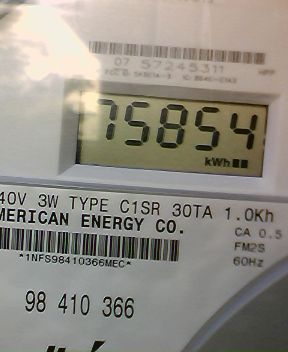 07 57245311
75854
kWh
40V 3W TYPE C1SR 30TA 1.0Kh
MERICAN ENERGY CO.
CA 0.5
FM2S
60Hz
*1NFS98410366MEC*
98 410 366